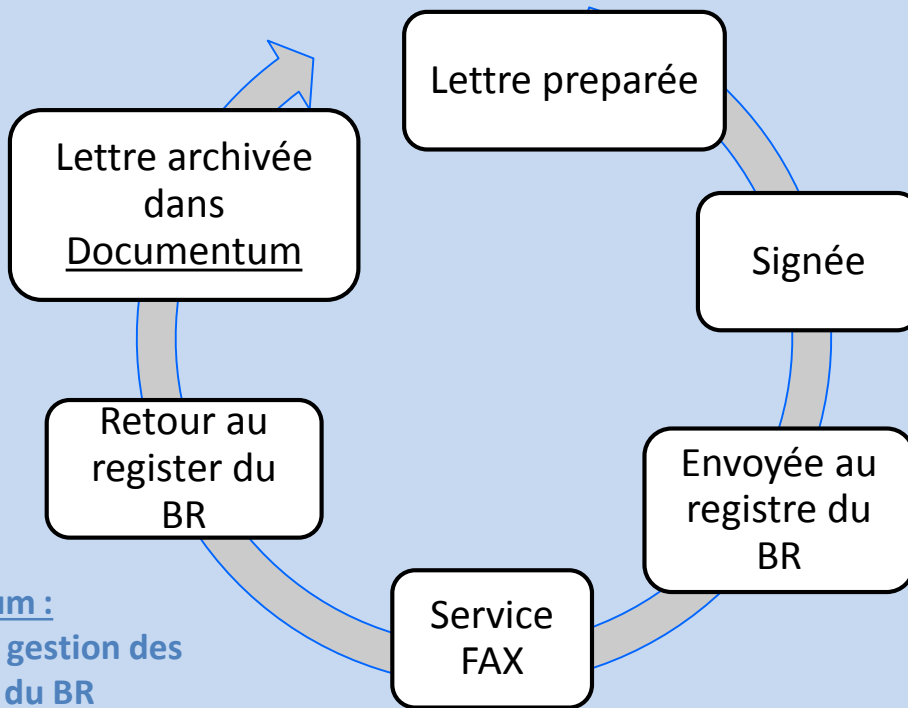 Lettre preparée
Signée
Envoyée au
registre du
BR
Service
FAX
Retour au
register du
BR
Lettre archivée
dans
Documentum
um :
gestion des
du BR